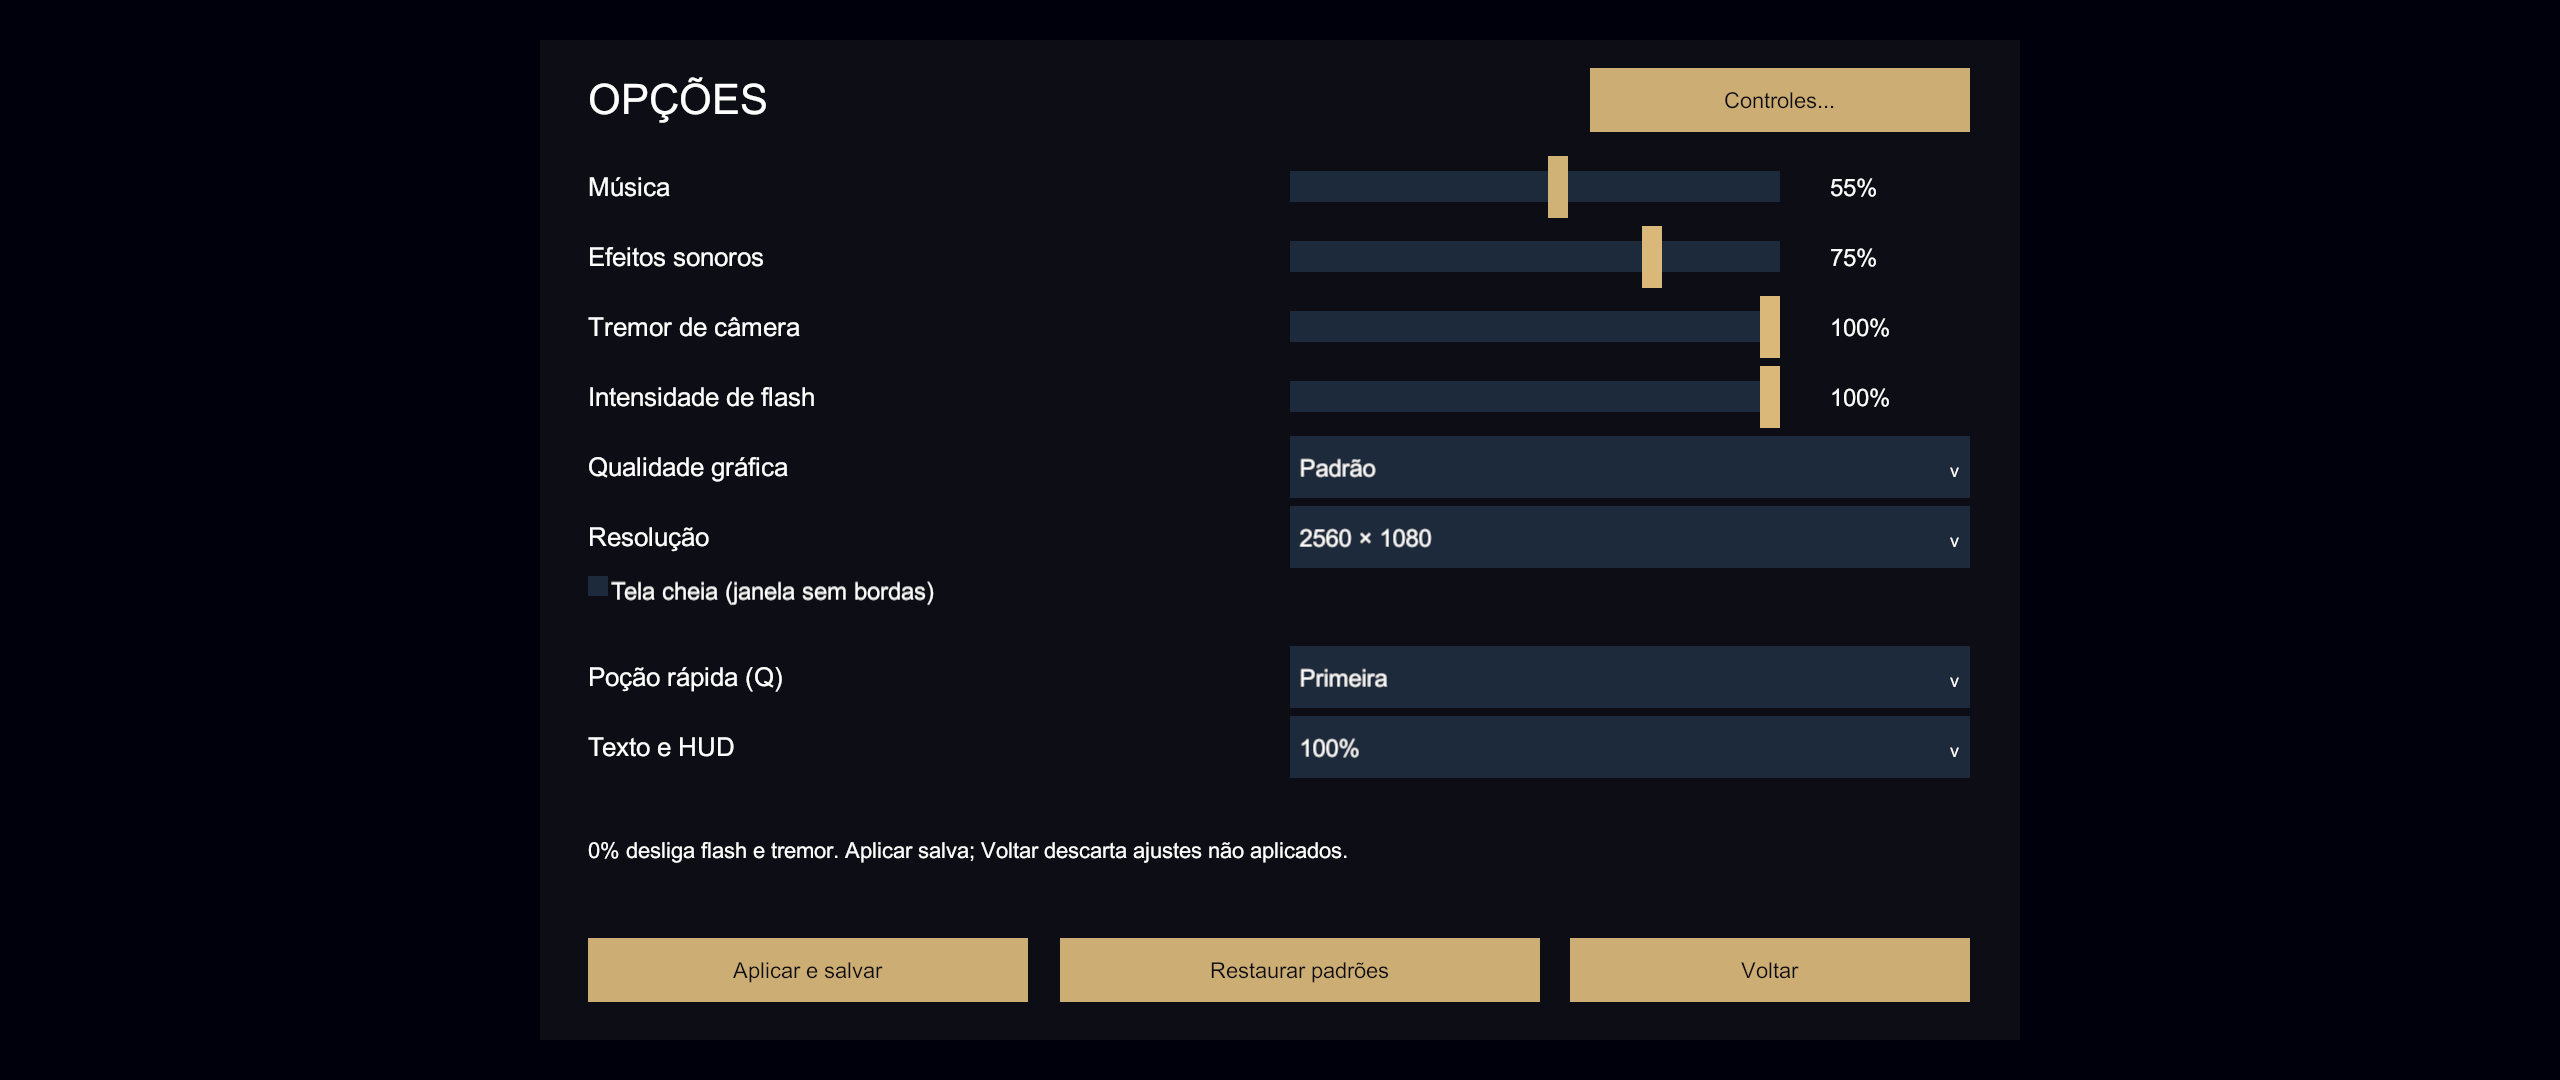 OPÇÕES
Controles...
Música
55%
Efeitos sonoros
75%
Tremor de câmera
100%
Intensidade de flash
100%
Qualidade gráfica
Padrão
v
Resolução
2560 × 1080
v
Tela cheia (janela sem bordas)
Poção rápida (Q)
Primeira
v
Texto e HUD
100%
v
0% desliga flash e tremor. Aplicar salva; Voltar descarta ajustes não aplicados.
Aplicar e salvar
Restaurar padrões
Voltar